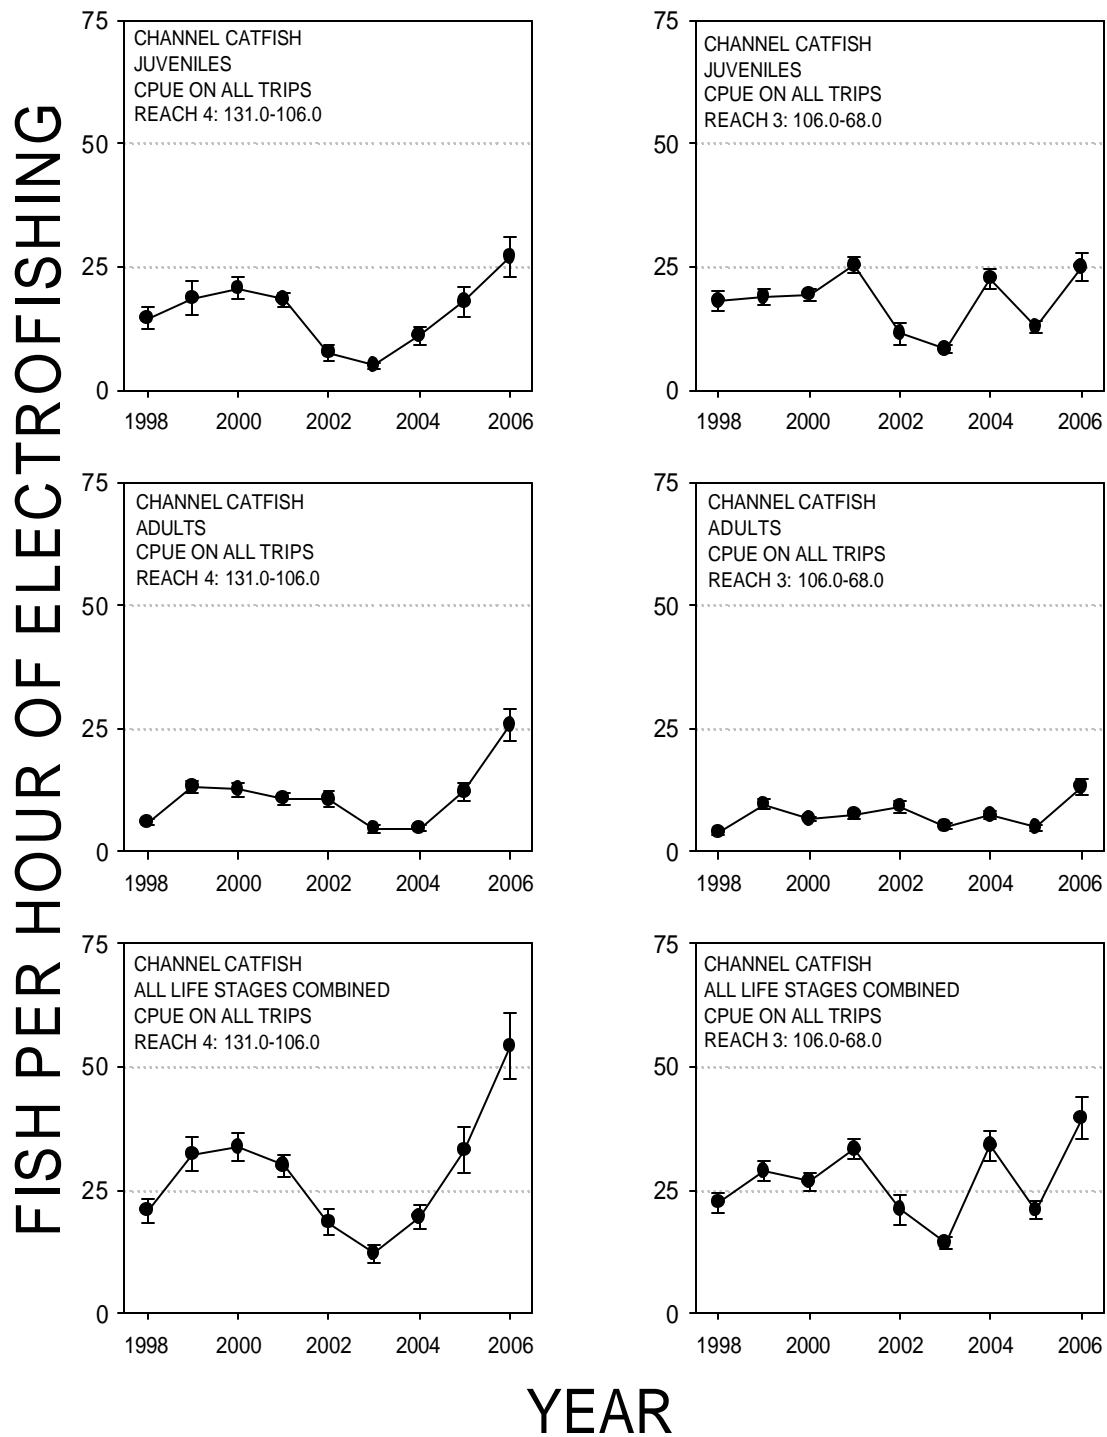 FISH PER HOUR OF ELECTROFISHING
75
50
25
0
CHANNEL CATFISH
JUVENILES
CPUE ON ALL TRIPS
REACH 4: 131.0-106.0
1998 2000 2002 2004 2006
75
50
25
0
CHANNEL CATFISH
JUVENILES
CPUE ON ALL TRIPS
REACH 3: 106.0-68.0
1998 2000 2002 2004 2006
75
50
25
0
CHANNEL CATFISH
ADULTS
CPUE ON ALL TRIPS
REACH 4: 131.0-106.0
1998 2000 2002 2004 2006
75
50
25
0
CHANNEL CATFISH
ADULTS
CPUE ON ALL TRIPS
REACH 3: 106.0-68.0
1998 2000 2002 2004 2006
75
50
25
0
CHANNEL CATFISH
ALL LIFE STAGES COMBINED
CPUE ON ALL TRIPS
REACH 4: 131.0-106.0
1998 2000 2002 2004 2006
75
50
25
0
CHANNEL CATFISH
ALL LIFE STAGES COMBINED
CPUE ON ALL TRIPS
REACH 3: 106.0-68.0
1998 2000 2002 2004 2006
YEAR